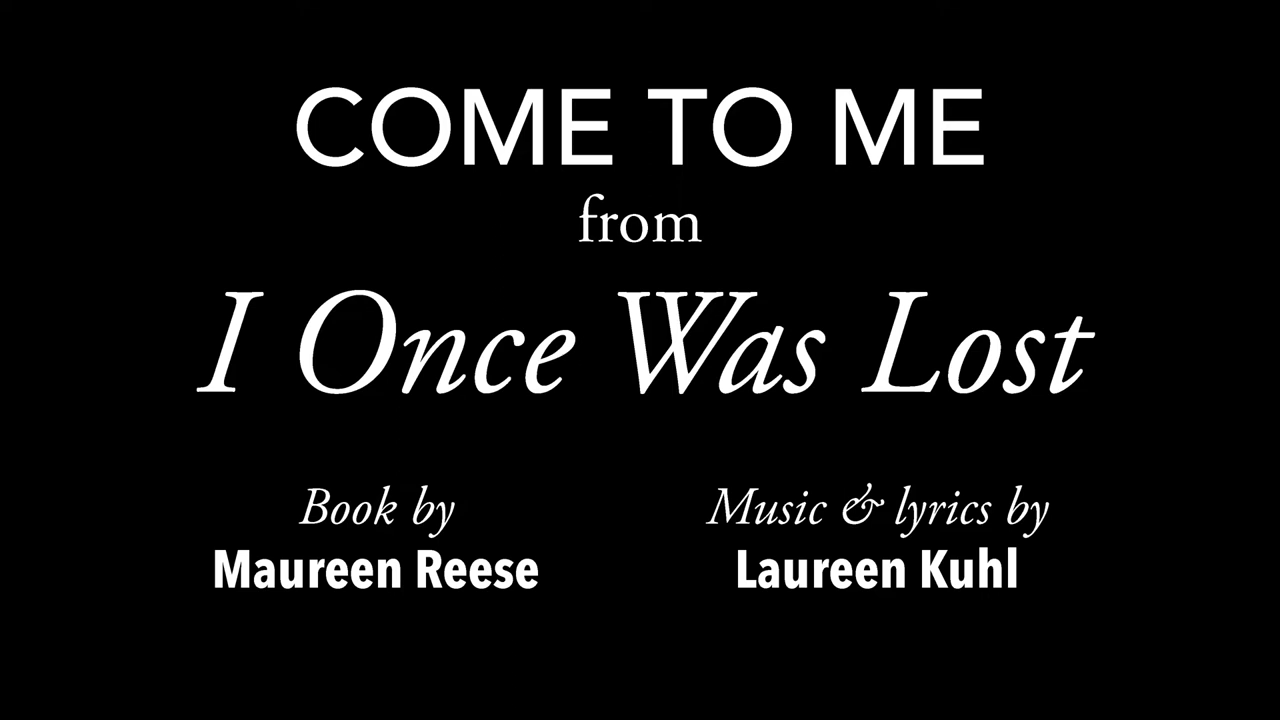 COME TO ME
from
I Once Was Lost
Book by
Maureen Reese
Music & lyrics by
Laureen Kuhl